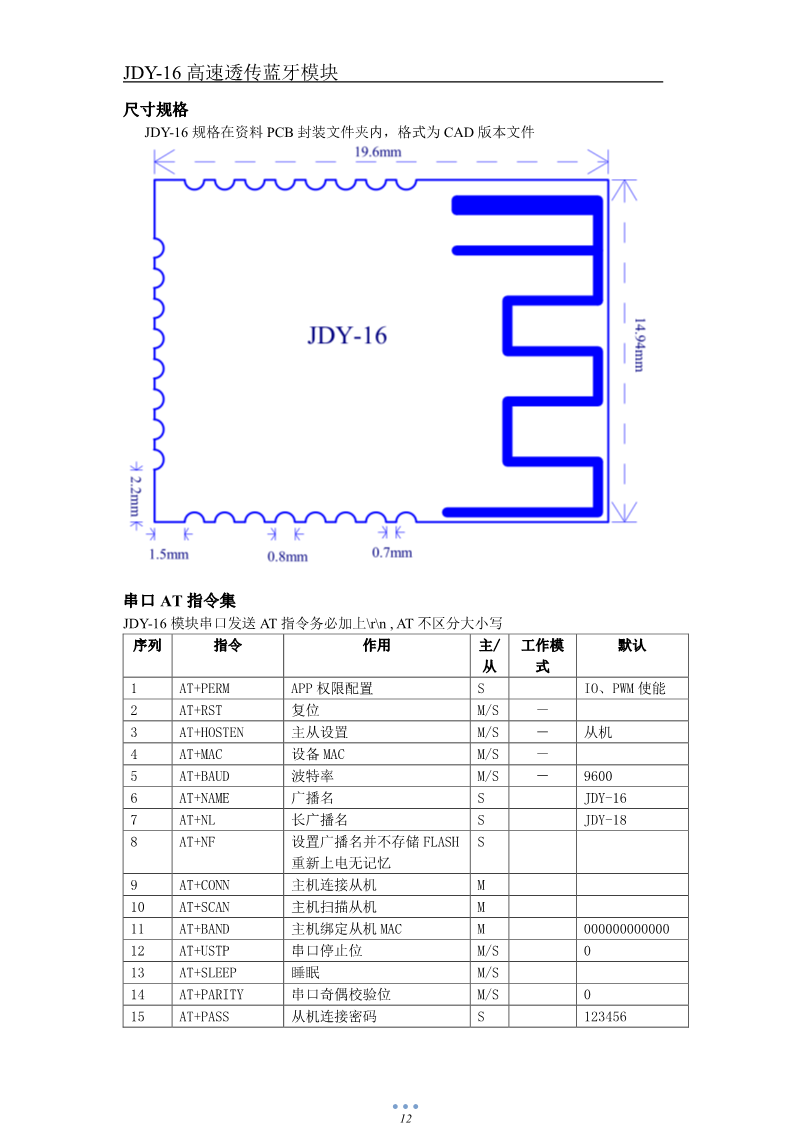 JDY-16 高速透传蓝牙模块
尺寸规格
JDY-16 规格在资料 PCB 封装文件夹内，格式为 CAD 版本文件
19.6mm
14.94mm
JDY-16
2.2mm
1.5mm
0.8mm
0.7mm
串口 AT 指令集
JDY-16 模块串口发送 AT 指令务必加上\r\n , AT 不区分大小写
序列 指令 作用 主/从 工作模式 默认
1 AT+PERM APP 权限配置 S IO、PWM 使能
2 AT+RST 复位 M/S —
3 AT+HOSTEN 主从设置 M/S — 从机
4 AT+MAC 设备 MAC M/S —
5 AT+BAUD 波特率 M/S — 9600
6 AT+NAME 广播名 S JDY-16
7 AT+NL 长广播名 S JDY-18
8 AT+NF 设置广播名并不存储 FLASH S
重新上电无记忆
9 AT+CONN 主机连接从机 M
10 AT+SCAN 主机扫描从机 M
11 AT+BAND 主机绑定从机 MAC M 000000000000
12 AT+USTP 串口停止位 M/S 0
13 AT+SLEEP 睡眠 M/S
14 AT+PARITY 串口奇偶校验位 M/S 0
15 AT+PASS 从机连接密码 S 123456
12